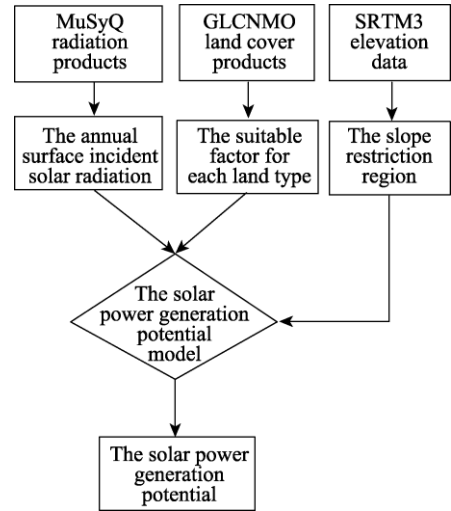 MuSyQ
radiation
products
GLCNMO
land cover
products
SRTM3
elevation
data
The annual
surface incident
solar radiation
The suitable
factor for
each land type
The slope
restriction
region
The solar
power generation
potential
model
The solar power
generation
potential